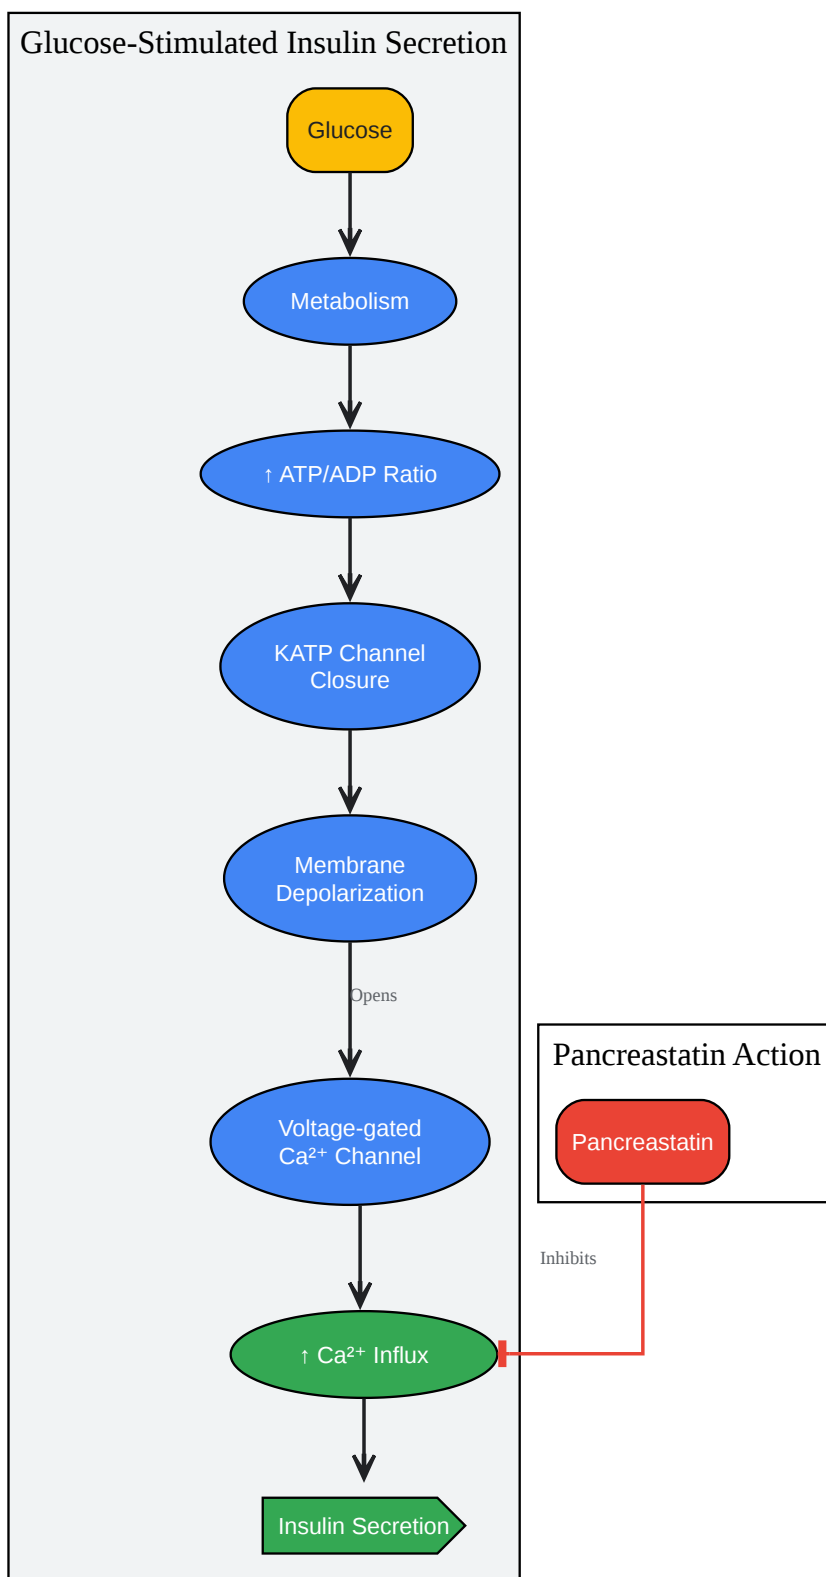 Glucose-Stimulated Insulin Secretion
Glucose
Metabolism
↑ ATP/ADP Ratio
KATP Channel
Closure
Membrane
Depolarization
Opens
Voltage-gated
Ca²⁺ Channel
Pancreastatin Action
Pancreastatin
Inhibits
↑ Ca²⁺ Influx
Insulin Secretion